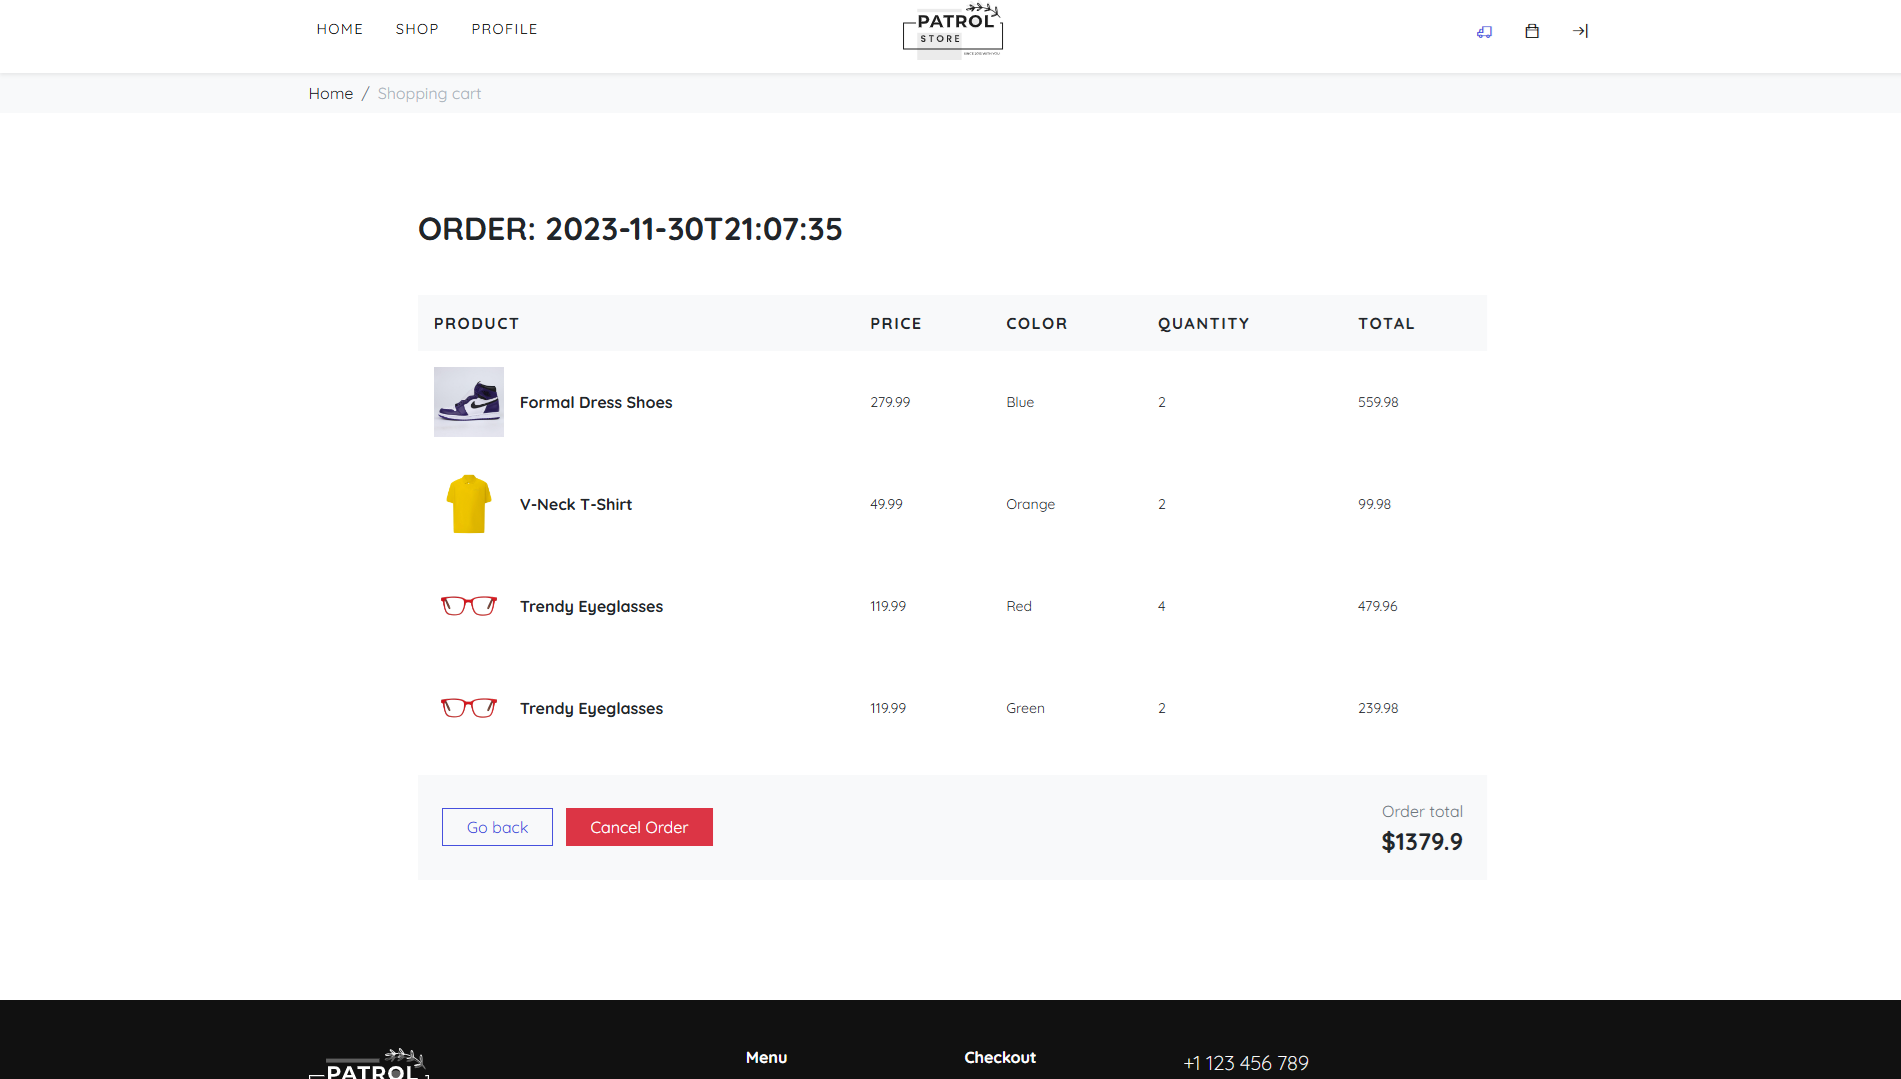 HOME SHOP PROFILE
PATROL
STORE
Home / Shopping cart
ORDER: 2023-11-30T21:07:35
PRODUCT PRICE COLOR QUANTITY TOTAL
Formal Dress Shoes 279.99 Blue 2 559.98
V-Neck T-Shirt 49.99 Orange 2 99.98
Trendy Eyeglasses 119.99 Red 4 479.96
Trendy Eyeglasses 119.99 Green 2 239.98
Order total
Go back Cancel Order
$1379.9
Menu Checkout +1 123 456 789
PATROL